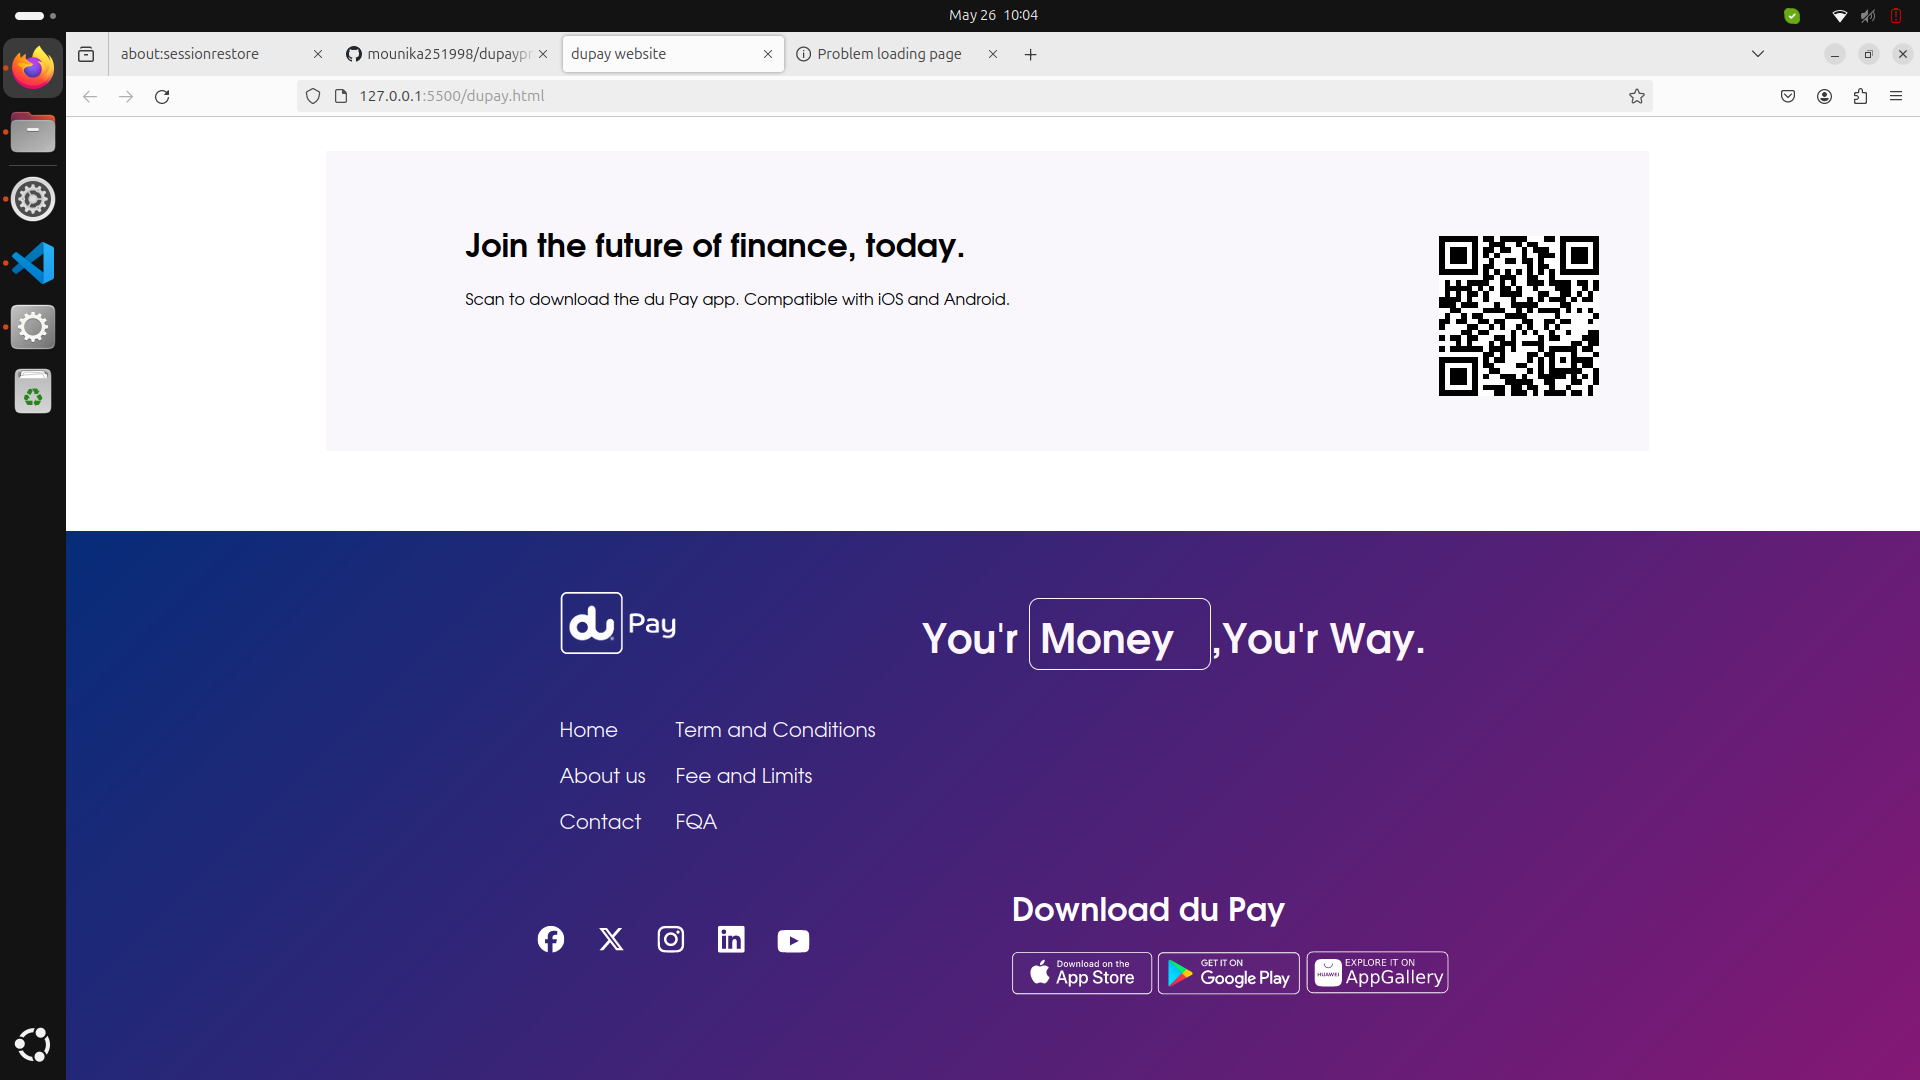 May 26 10:04
about:sessionrestore
mounika251998/dupaypr
dupay website
Problem loading page
127.0.0.1:5500/dupay.html
Join the future of finance, today.
Scan to download the du Pay app. Compatible with iOS and Android.
du Pay
You'r Money ,You'r Way.
Home
Term and Conditions
About us
Fee and Limits
Contact
FQA
Download du Pay
Download on the
App Store
GET IT ON
Google Play
HUAWEI
EXPLORE IT ON
AppGallery